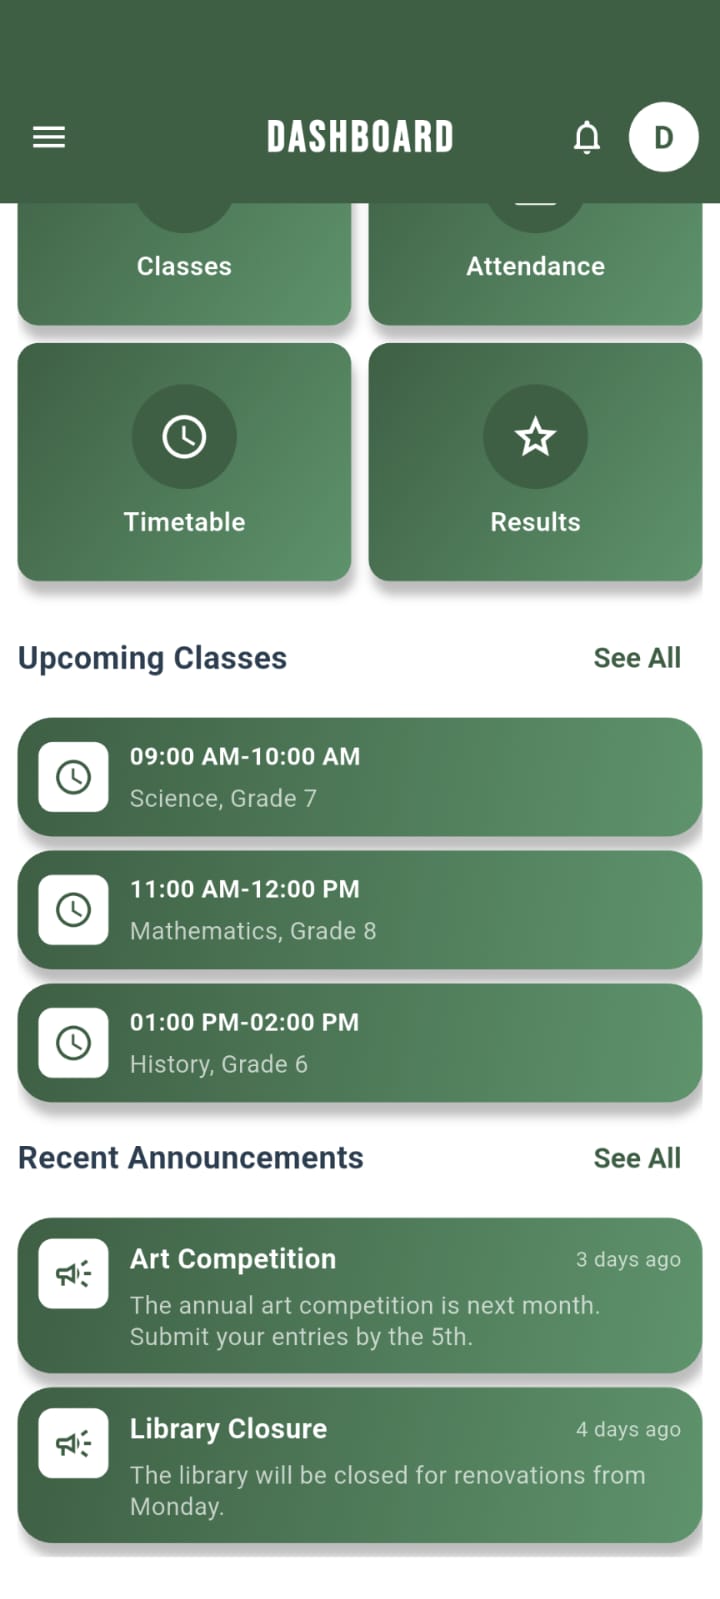 DASHBOARD
D
Classes
Attendance
Timetable
Results
Upcoming Classes
See All
09:00 AM-10:00 AM
Science, Grade 7
11:00 AM-12:00 PM
Mathematics, Grade 8
01:00 PM-02:00 PM
History, Grade 6
Recent Announcements
See All
Art Competition
3 days ago
The annual art competition is next month.
Submit your entries by the 5th.
Library Closure
4 days ago
The library will be closed for renovations from
Monday.